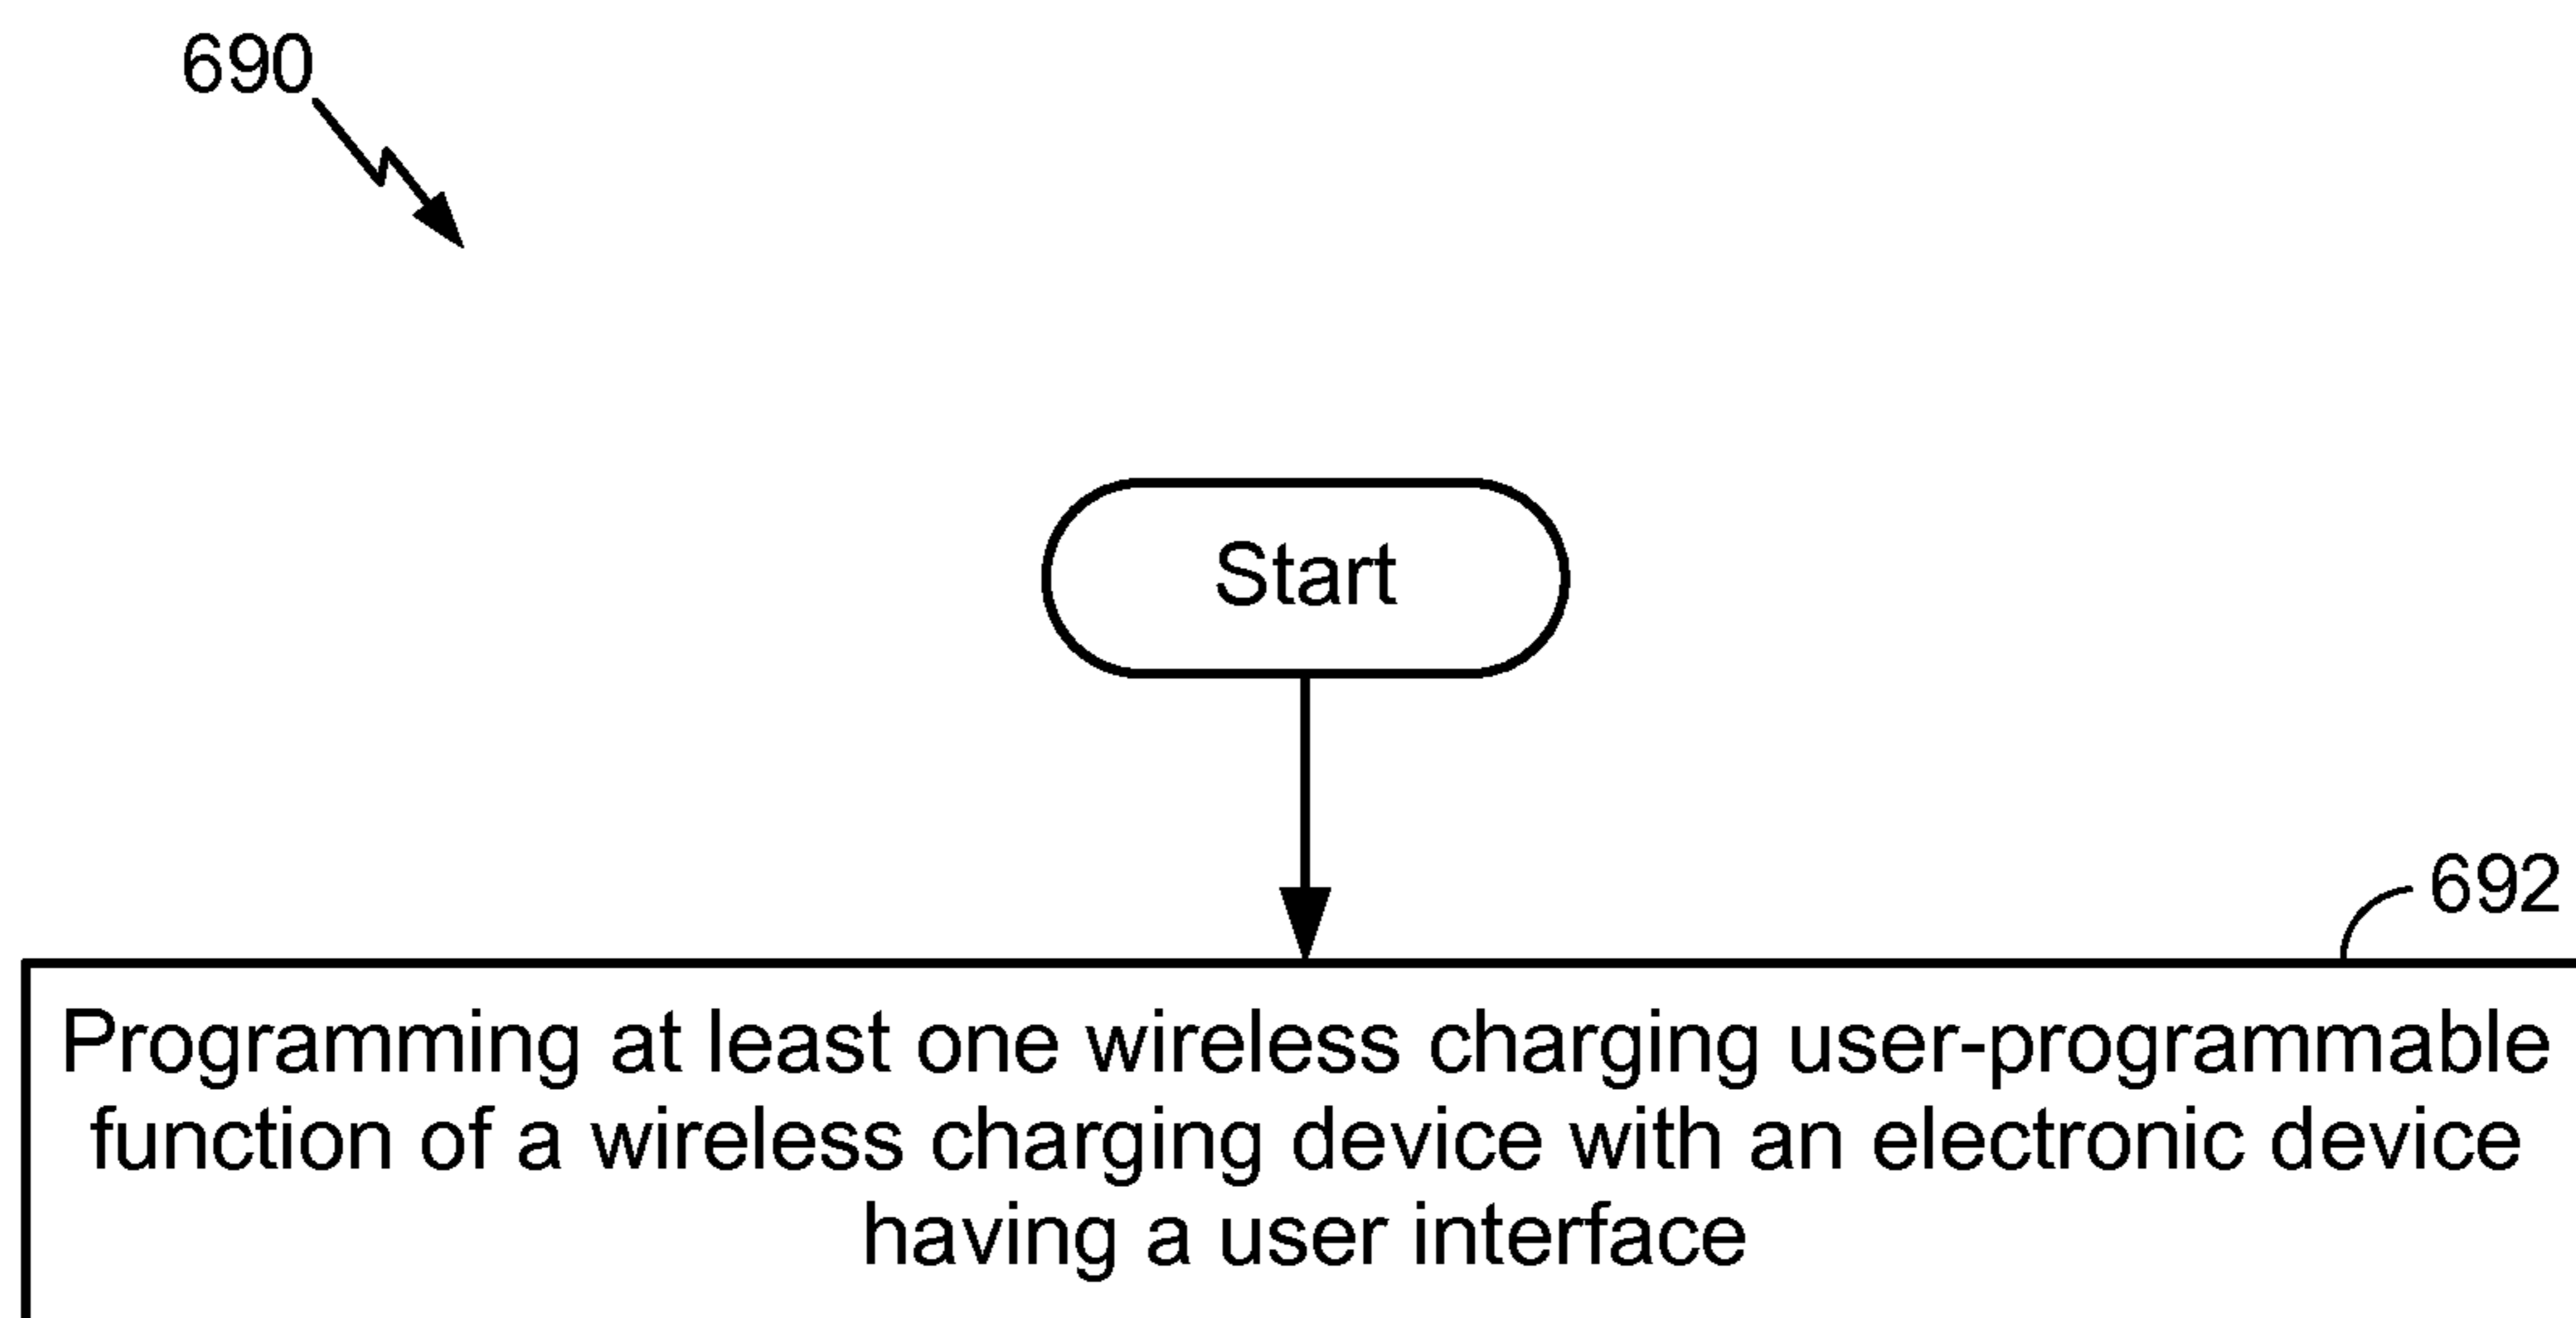 690
Start
692
Programming at least one wireless charging user-programmable
function of a wireless charging device with an electronic device
having a user interface